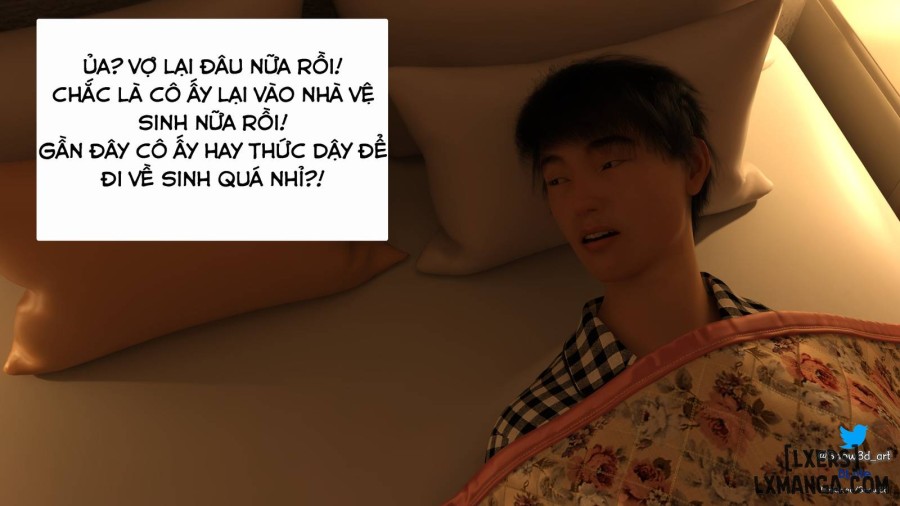 ỦA? VỢ LẠI ĐÂU NỮA RỒI!
CHẮC LÀ CÔ ẤY LẠI VÀO NHÀ VỆ
SINH NỮA RỒI!
GẦN ĐÂY CÔ ẤY HAY THỨC DẬY ĐỂ
ĐI VỀ SINH QUÁ NHỈ?!
[LXERS]
LXMANGA.COM